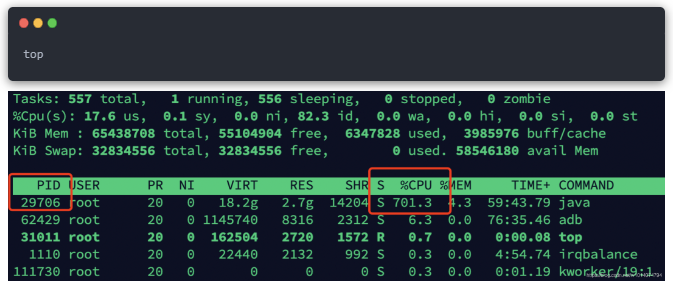 top
Tasks: 557 total, 1 running, 556 sleeping, 0 stopped, 0 zombie
%Cpu(s): 17.6 us, 0.1 sy, 0.0 ni, 82.3 id, 0.0 wa, 0.0 hi, 0.0 si, 0.0 st
KiB Mem : 65438708 total, 55104904 free, 6347828 used, 3985976 buff/cache
KiB Swap: 32834556 total, 32834556 free, 0 used. 58546180 avail Mem
PID USER PR NI VIRT RES SHR S %CPU %MEM TIME+ COMMAND
29706 root 20 0 18.2g 2.7g 14204 S 701.3 4.3 59:43.79 java
62429 root 20 0 1145740 8316 2312 S 6.3 0.0 76:35.46 adb
31011 root 20 0 162504 2720 1572 R 0.7 0.0 0:00.08 top
1110 root 20 0 22440 2132 992 S 0.3 0.0 4:54.74 irqbalance
111730 root 20 0 0 0 0 S 0.3 0.0 0:01.19 kworker/19:1